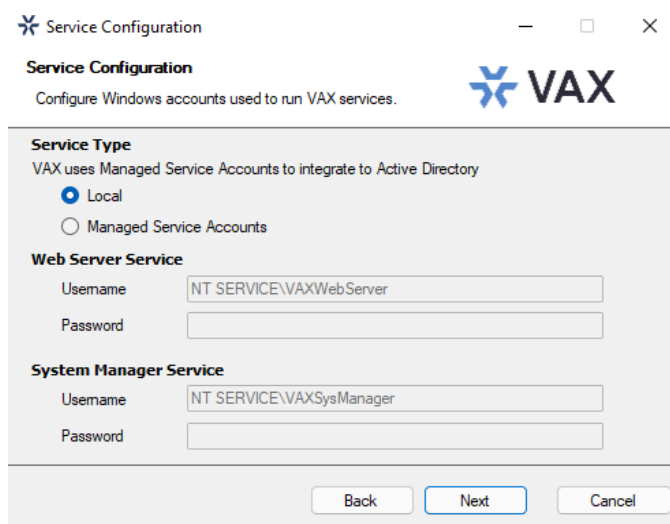 Service Configuration
Service Configuration
Configure Windows accounts used to run VAX services.
VAX
Service Type
VAX uses Managed Service Accounts to integrate to Active Directory
Local
Managed Service Accounts
Web Server Service
Username NT SERVICE\VAXWebServer
Password
System Manager Service
Username NT SERVICE\VAXSysManager
Password
Back Next Cancel